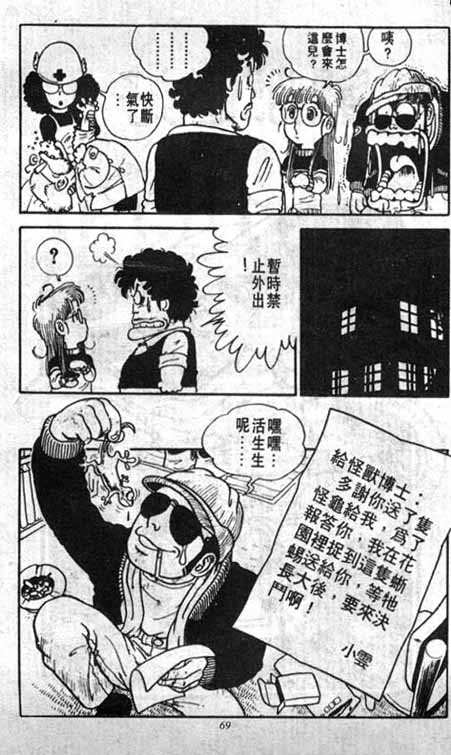 咦?
博士怎
麼會來
這兒?
………
………
快斷
氣了
…
暫時禁
止外出
!
?
嘿嘿…
活生生
呢……
給怪獸博士:
多謝你送了隻
怪龜給我,爲了
報答你,我在花
園裡捉到這隻蜥
蜴送給你,等牠
長大後,要來決
鬥啊!
小雲
69